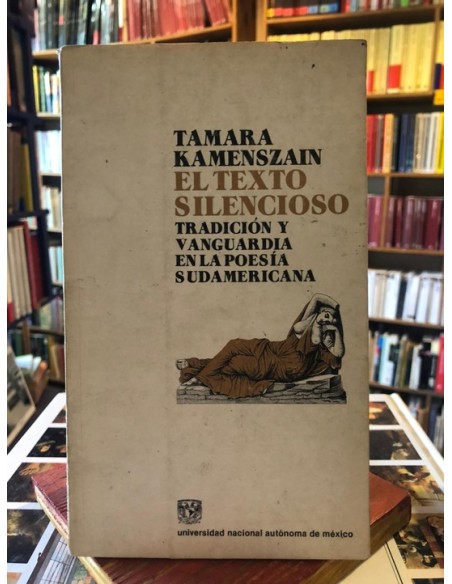 TAMARA
KAMENSZAIN
EL TEXTO
SILENCIOSO
TRADICIÓN Y
VANGUARDIA
EN LA POESÍA
SUDAMERICANA
universidad nacional autónoma de méxico